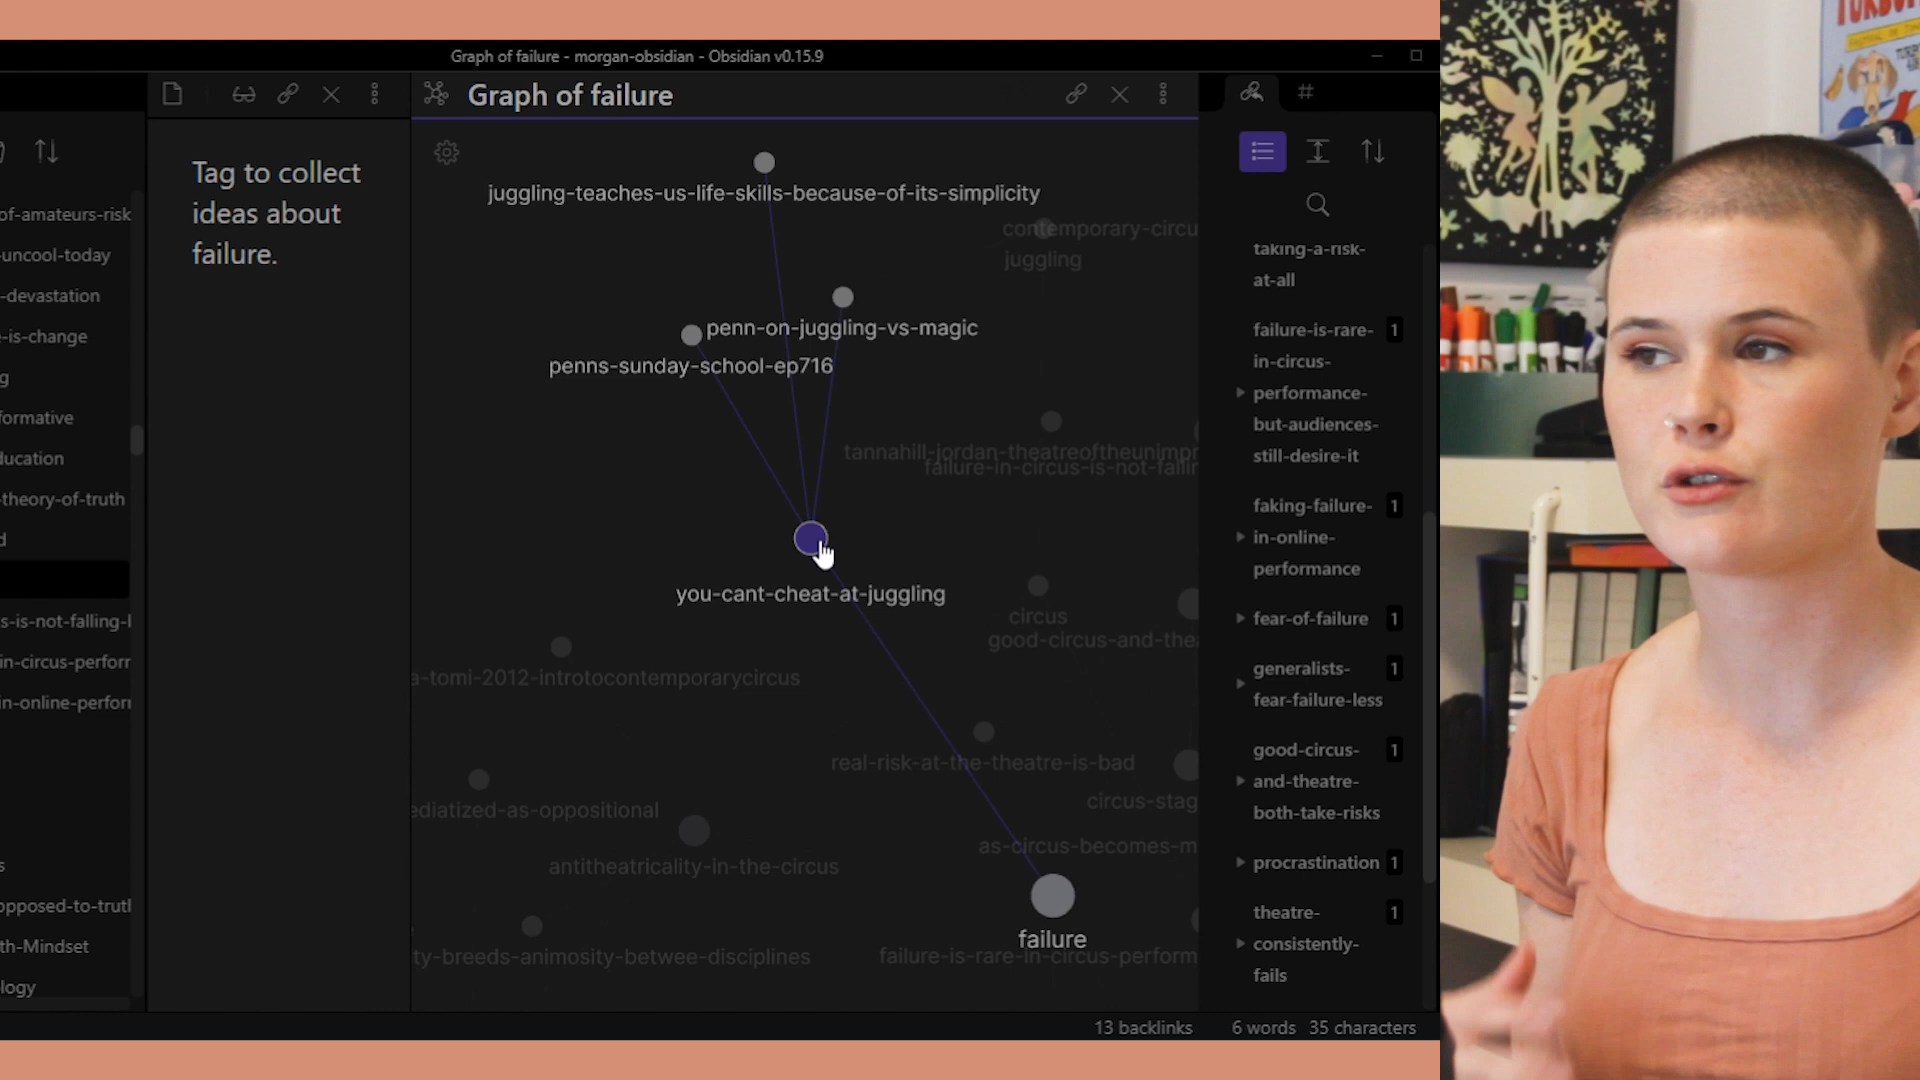 Graph of failure - morgan-obsidian - Obsidian v0.15.9
Graph of failure
of-amateurs-risk
-uncool-today
-devastation
-is-change
g
formative
ducation
-theory-of-truth
d
s-is-not-falling-
in-circus-perforr
in-online-perforr
s
opposed-to-trutl
th-Mindset
logy
Tag to collect
ideas about
failure.
juggling-teaches-us-life-skills-because-of-its-simplicity
contemporary-circu
juggling
penn-on-juggling-vs-magic
penns-sunday-school-ep716
tannahill-jordan-theatreoftheunimpr
failure-in-circus-is-not-fallir
you-cant-cheat-at-juggling
circus
good-circus-and-thea
a-tomi-2012-introtocontemporarycircus
real-risk-at-the-theatre-is-bad
ediatized-as-oppositional
circus-stag
as-circus-becomes-m
antitheatricality-in-the-circus
failure
ty-breeds-animosity-betwee-disciplines
failure-is-rare-in-circus-perform
taking-a-risk-
at-all
failure-is-rare- 1
in-circus-
performance-
but-audiences-
still-desire-it
faking-failure- 1
in-online-
performance
fear-of-failure 1
generalists- 1
fear-failure-less
good-circus- 1
and-theatre-
both-take-risks
procrastination 1
theatre- 1
consistently-
fails
13 backlinks 6 words 35 characters